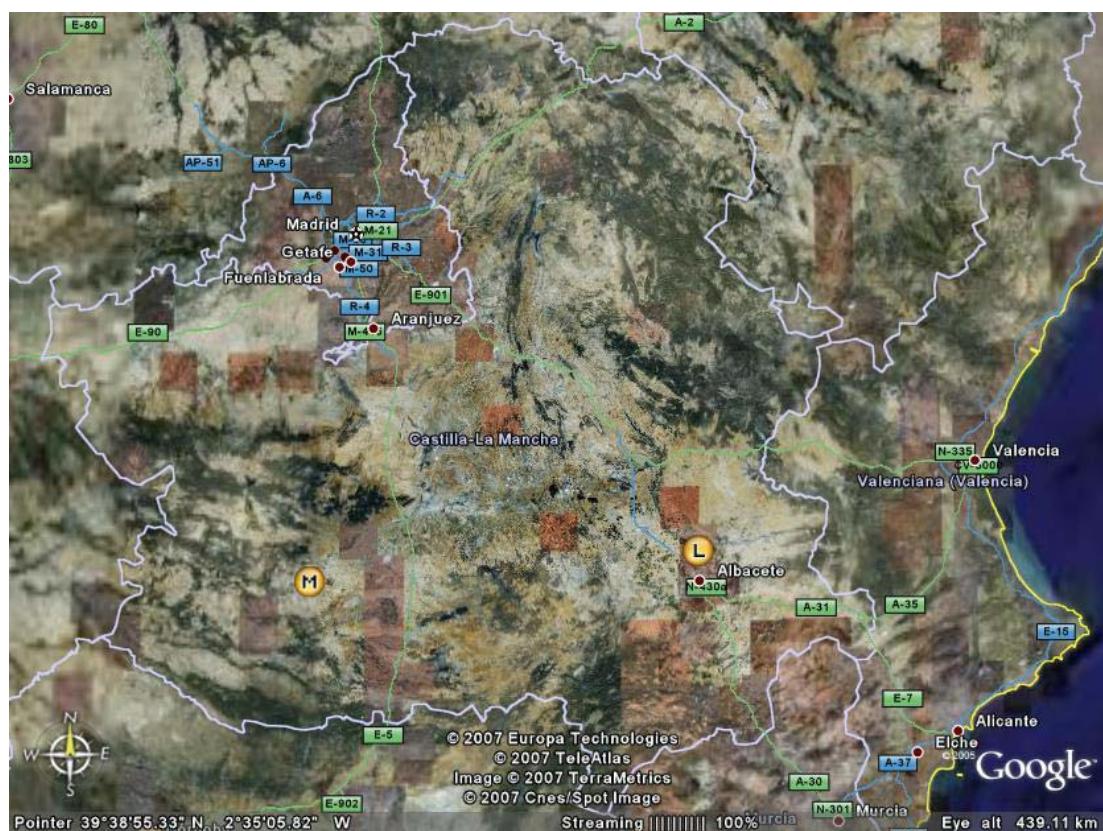 E-80
A-2
Salamanca
803
AP-51
AP-6
A-6
R-2
Madrid
M-21
M-31
R-3
Getafe
M-50
Fuenlabrada
E-901
R-4
Aranjuez
E-90
Castilla-La Mancha
N-335
Valencia
Valenciana (Valencia)
L
Albacete
M
N-430a
A-31
A-35
E-15
E-7
N
W E
S
E-5
Alicante
Elche
© 2005
A-37
Google™
© 2007 Europa Technologies
© 2007 TeleAtlas
Image © 2007 TerraMetrics
© 2007 Cnes/Spot Image
A-30
E-902
N-301
Murcia
Pointer 39°38'55.33" N 2°35'05.82" W
Streaming |||||||||| 100%
Eye alt 439.11 km